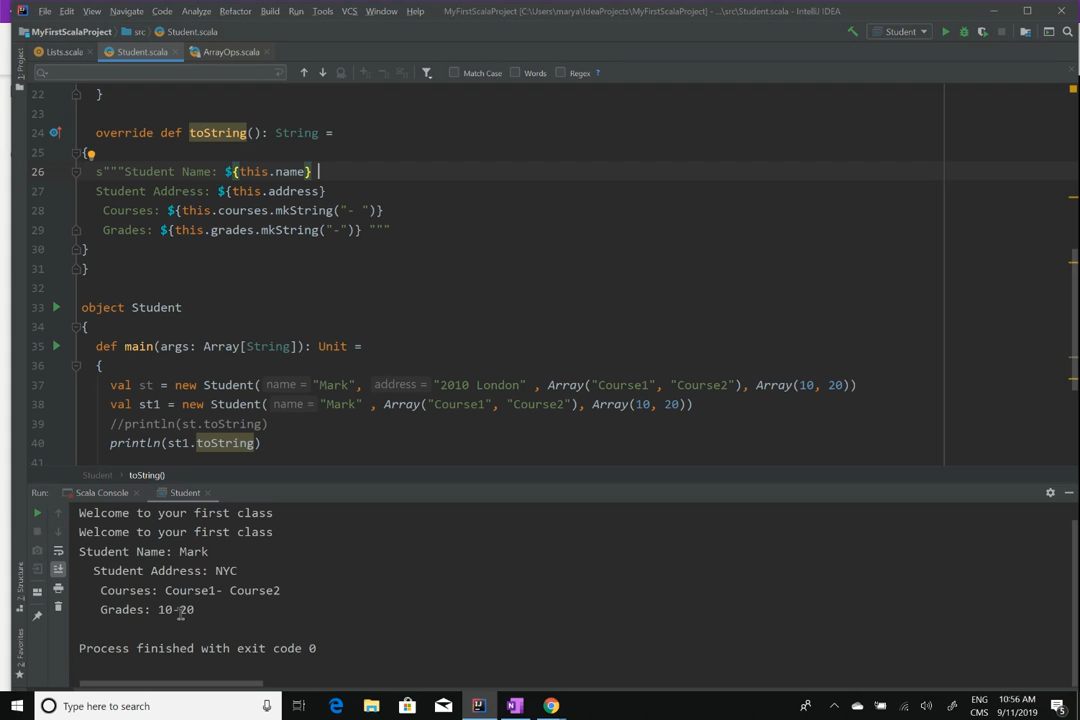 File Edit View Navigate Code Analyze Refactor Build Run Tools VCS Window Help MyFirstScalaProject [C:\Users\marya\IdeaProjects\MyFirstScalaProject] - ...\src\Student.scala - IntelliJ IDEA
MyFirstScalaProject src Student.scala Student
Lists.scala Student.scala ArrayOps.scala
1: Project
Match Case Words Regex ?
22 }
23
24 override def toString(): String =
25 {
26 s"""Student Name: ${this.name}
27 Student Address: ${this.address}
28 Courses: ${this.courses.mkString("- ")}
29 Grades: ${this.grades.mkString("-")} """
30 }
31 }
32
33 object Student
34 {
35 def main(args: Array[String]): Unit =
36 {
37 val st = new Student( name = "Mark", address = "2010 London" , Array("Course1", "Course2"), Array(10, 20))
38 val st1 = new Student( name = "Mark" , Array("Course1", "Course2"), Array(10, 20))
39 //println(st.toString)
40 println(st1.toString)
41
Student toString()
Run: Scala Console Student
Welcome to your first class
Welcome to your first class
Student Name: Mark
Student Address: NYC
Courses: Course1- Course2
Grades: 10-20
Process finished with exit code 0
7: Structure
2: Favorites
Type here to search
ENG
CMS
10:56 AM
9/11/2019
5